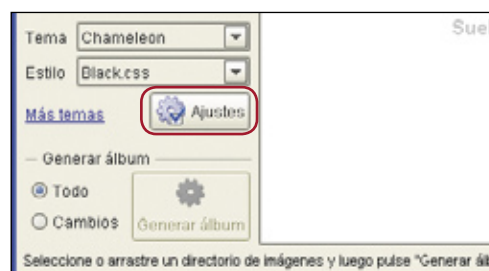 Tema Chameleon
Estilo Black.css
Más temas Ajustes
Generar álbum
Todo
Cambios Generar álbum
Seleccione o arrastre un directorio de imágenes y luego pulse "Generar